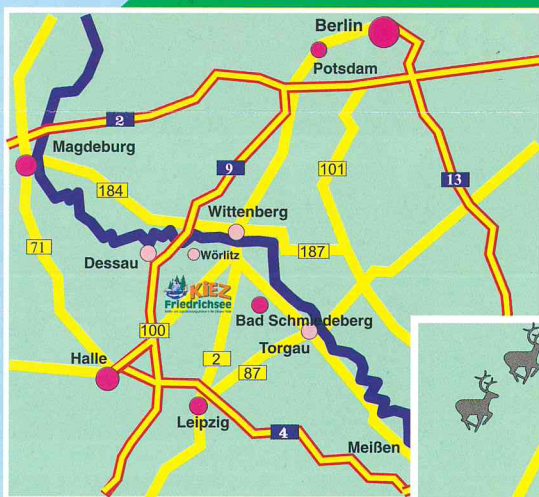 Berlin
Potsdam
2
Magdeburg
9
101
13
184
Wittenberg
71
187
Dessau
Wörlitz
KiEZ
Friedrichsee
Bad Schmiedeberg
100
Torgau
Halle
2
87
Leipzig
4
Meißen